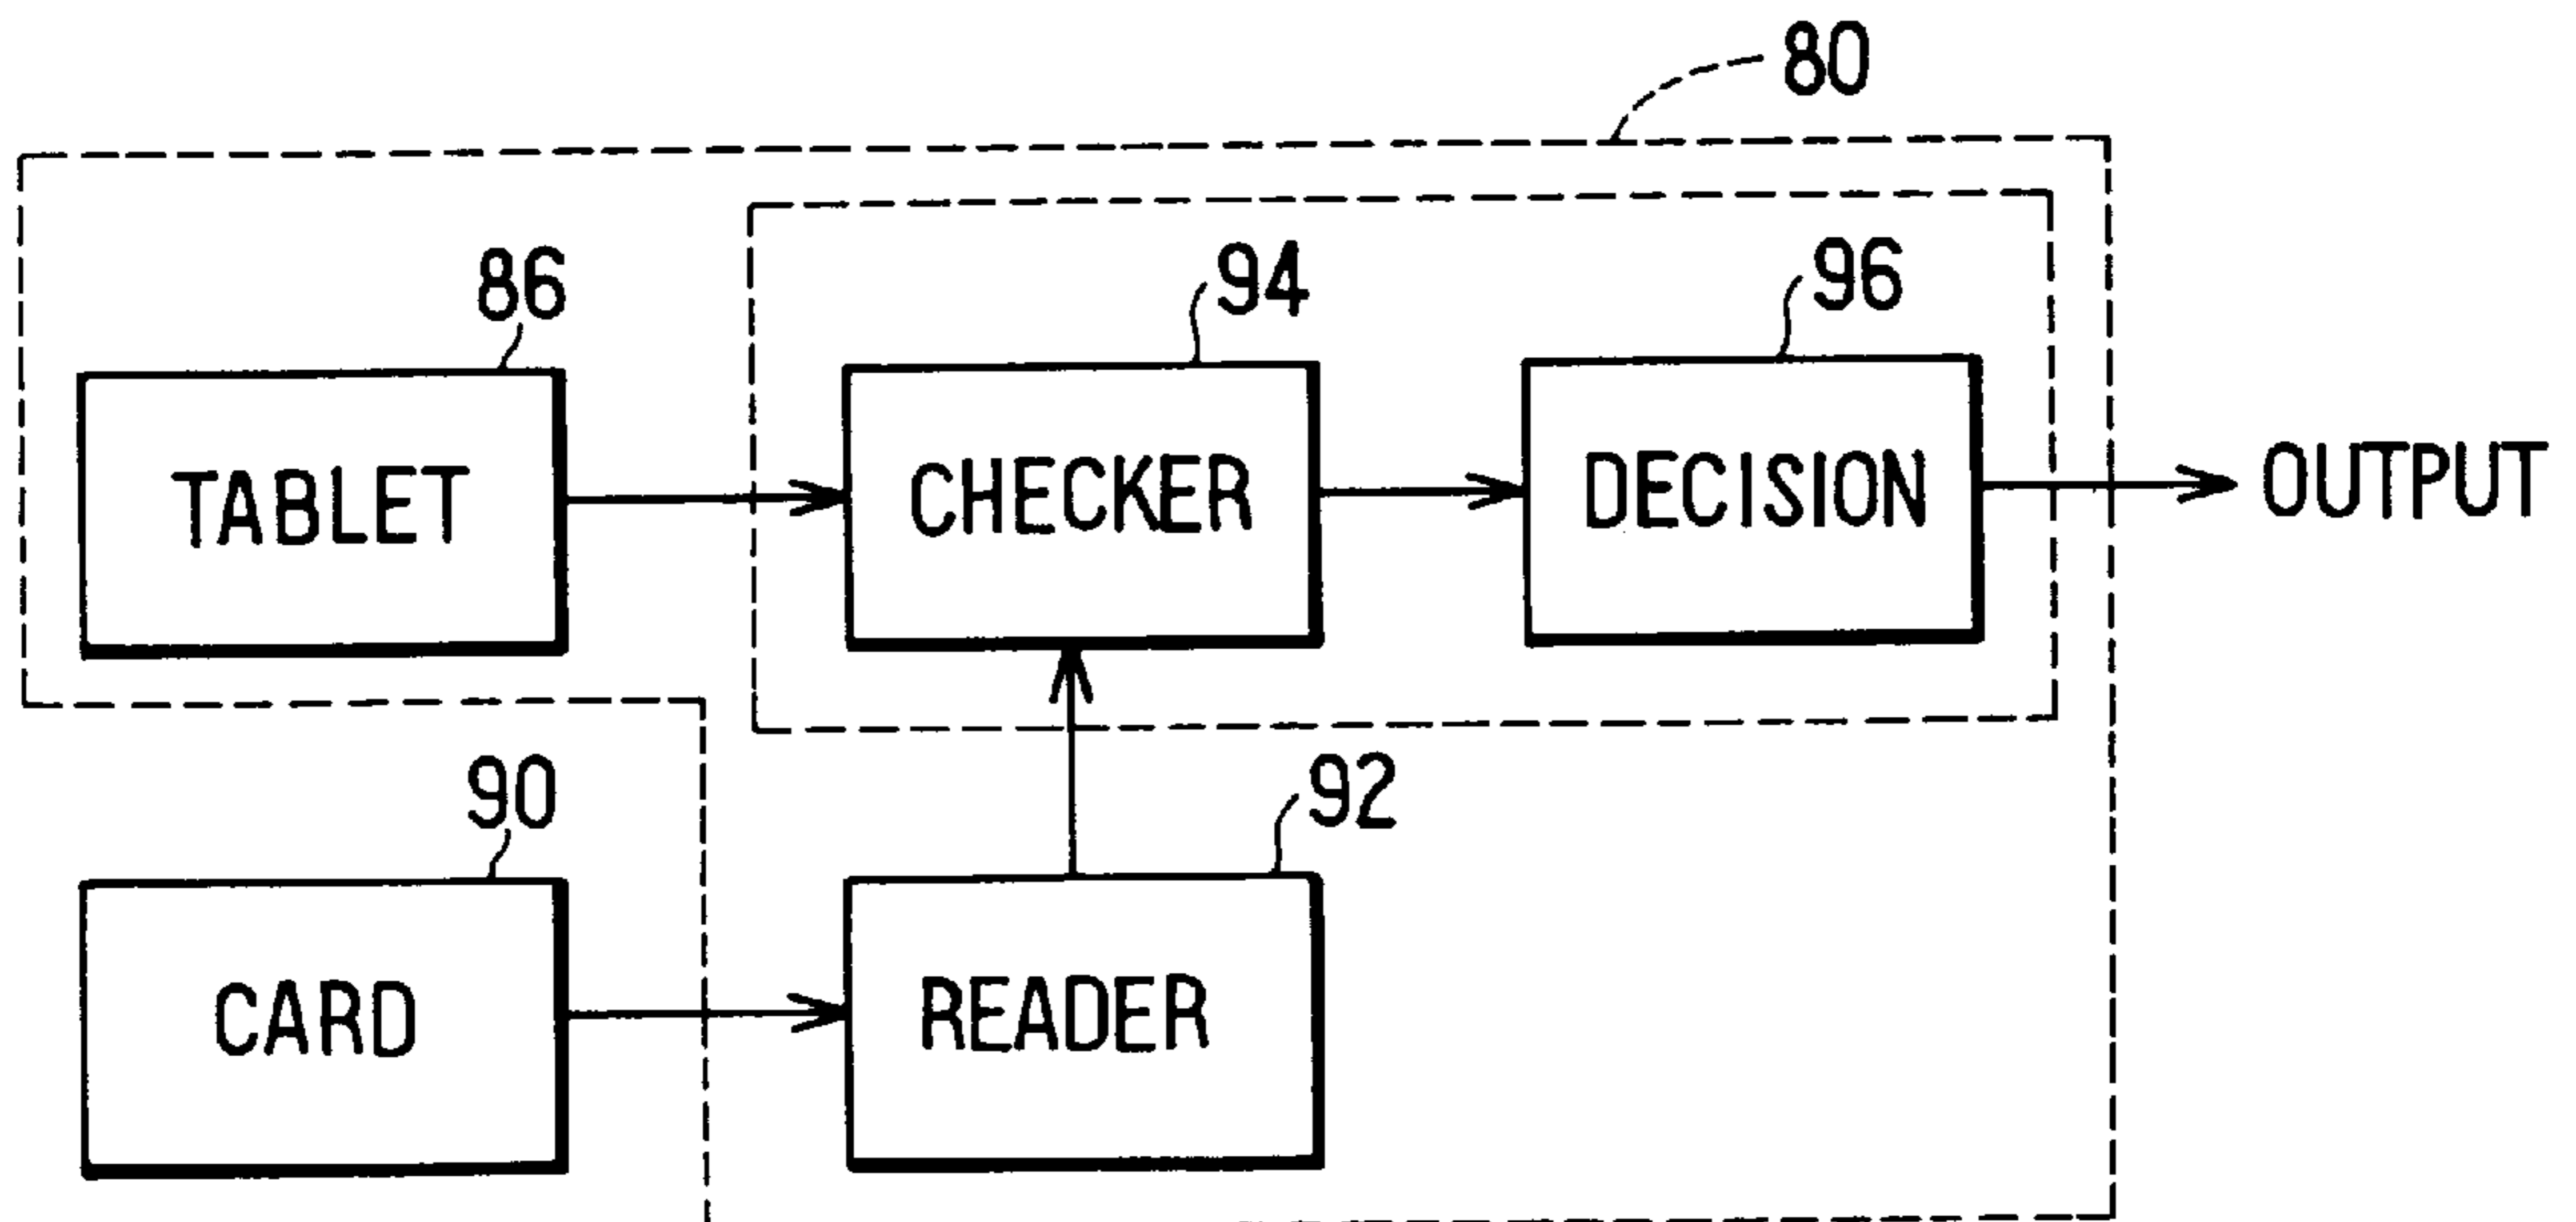 80
86
94
96
TABLET
CHECKER
DECISION
OUTPUT
90
92
CARD
READER